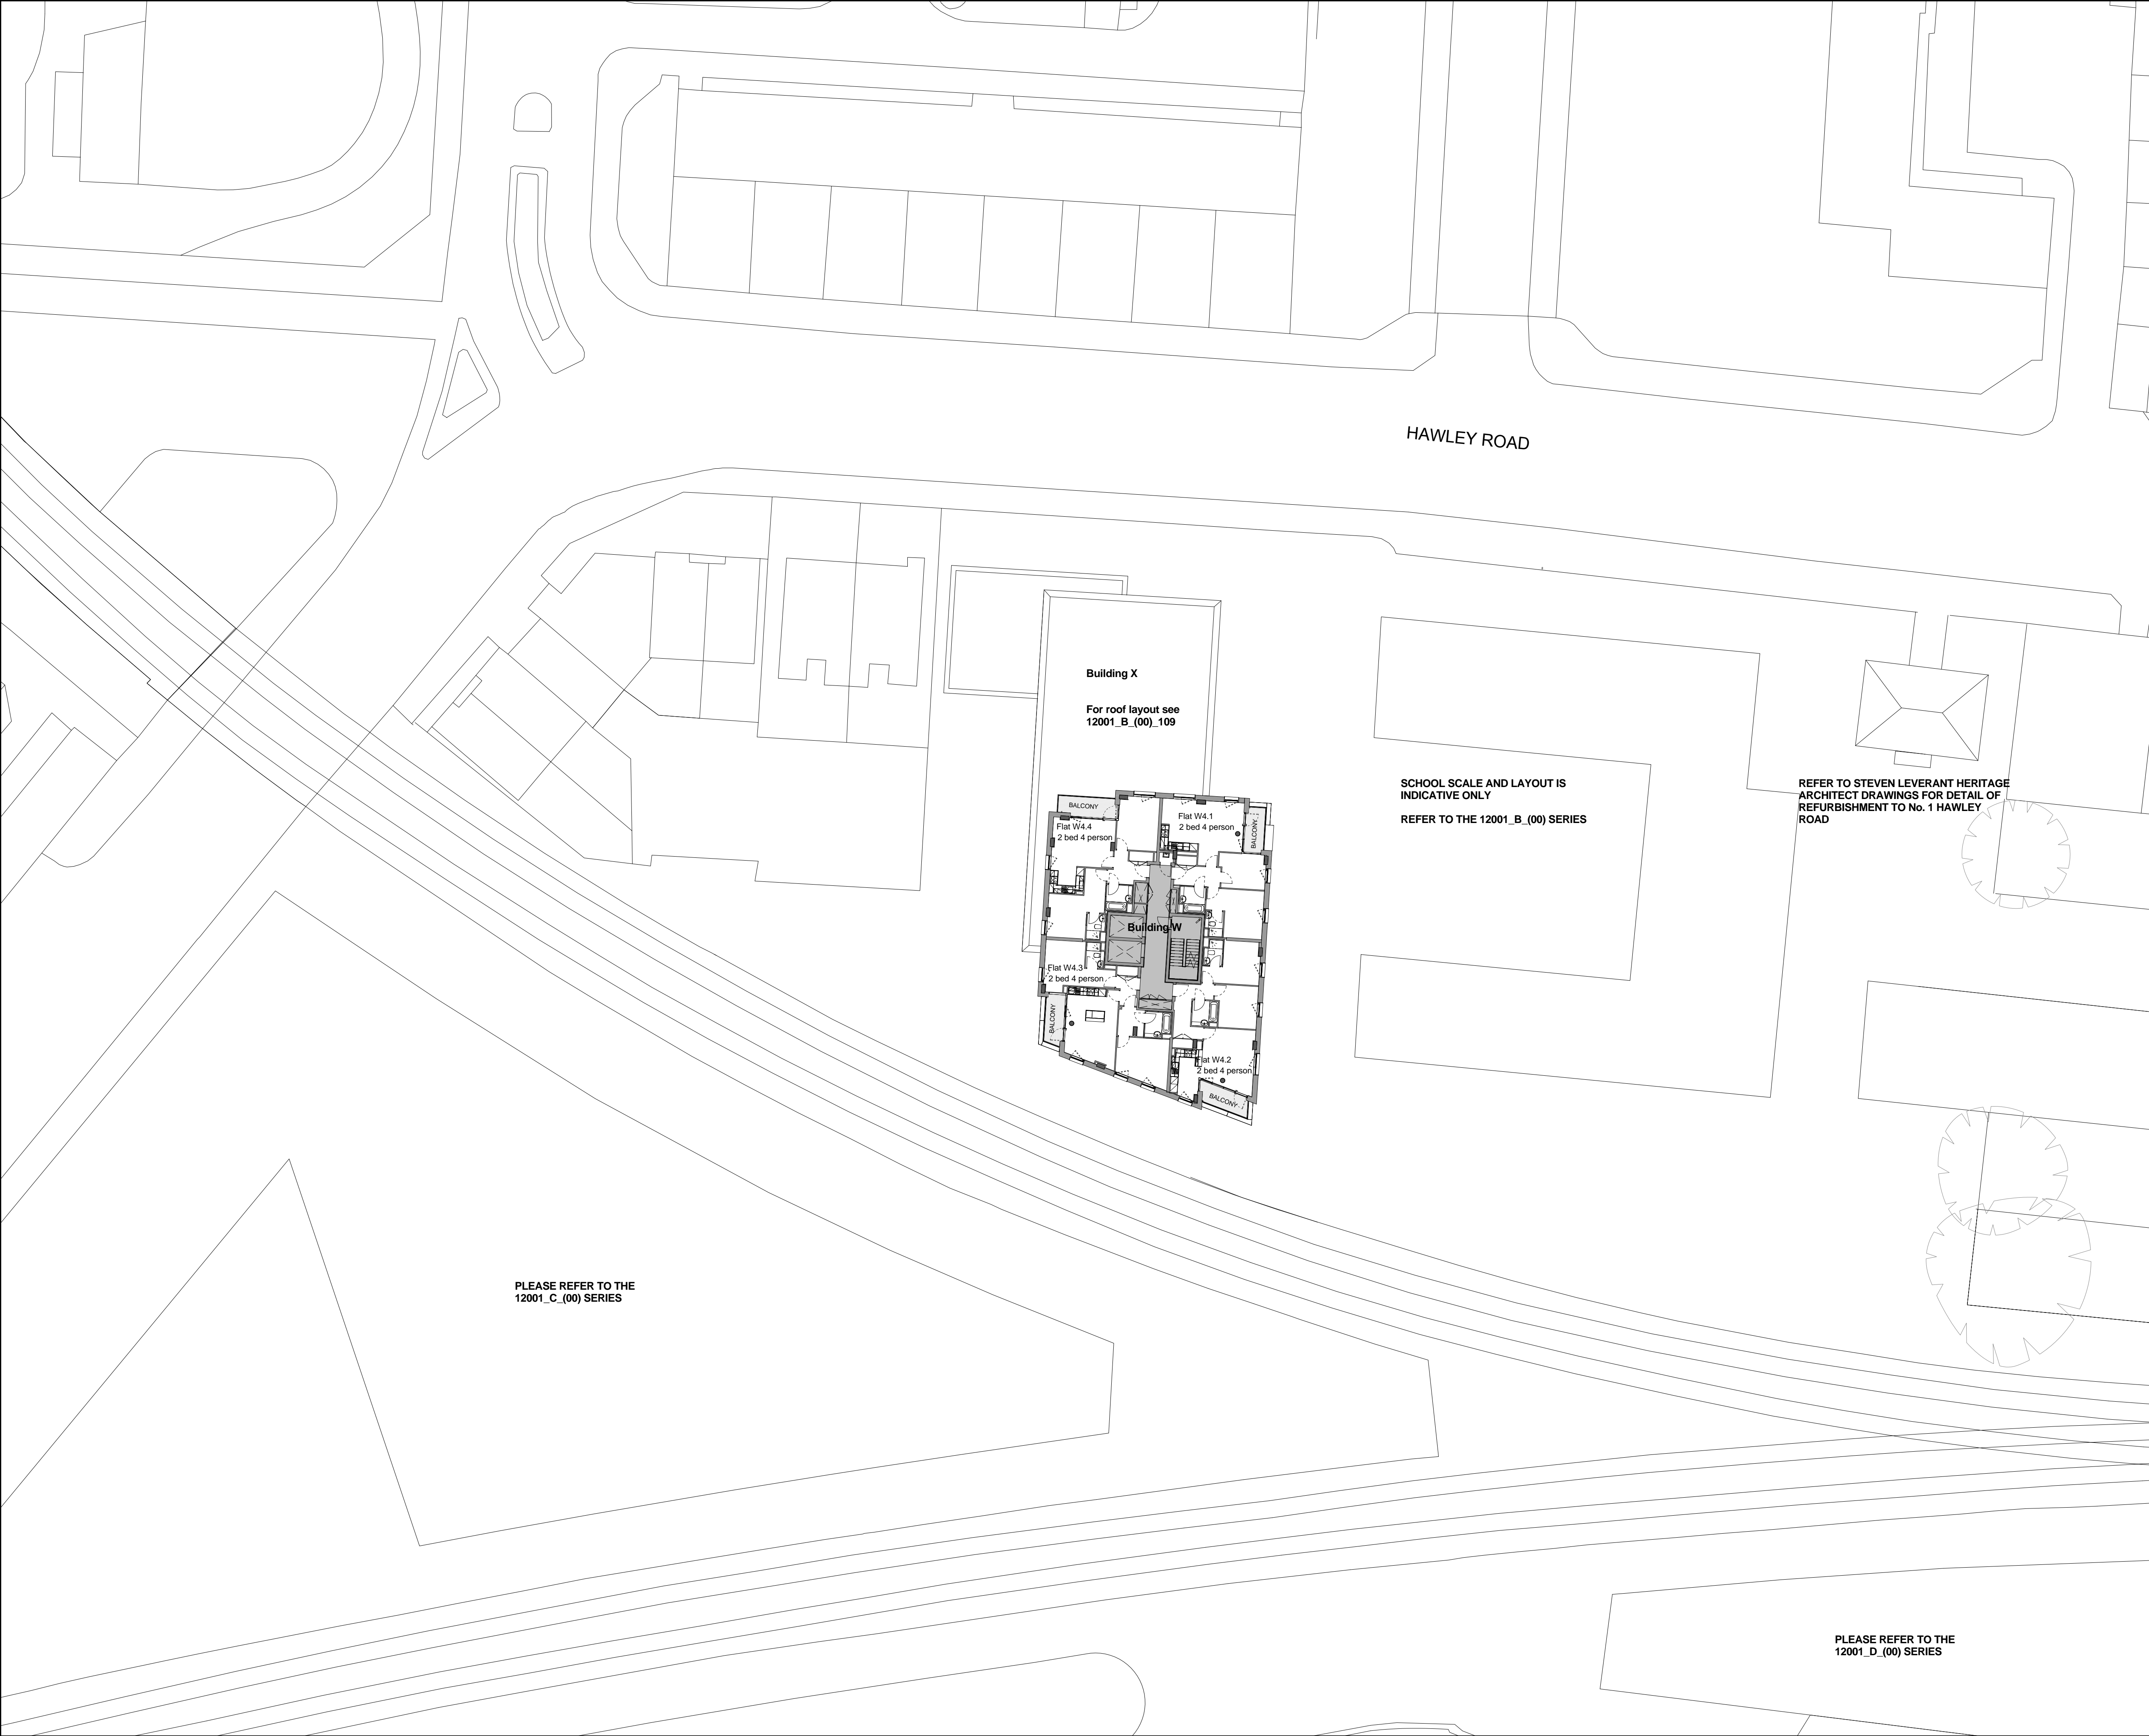 HAWLEY ROAD
Building X
For roof layout see
12001_B_(00)_109
SCHOOL SCALE AND LAYOUT IS
INDICATIVE ONLY
REFER TO THE 12001_B_(00) SERIES
REFER TO STEVEN LEVERANT HERITAGE
ARCHITECT DRAWINGS FOR DETAIL OF
REFURBISHMENT TO No. 1 HAWLEY
ROAD
BALCONY
Flat W4.4
2 bed 4 person
Flat W4.1
2 bed 4 person
BALCONY
Building W
Flat W4.3
2 bed 4 person
BALCONY
Flat W4.2
2 bed 4 person
BALCONY
PLEASE REFER TO THE
12001_C_(00) SERIES
PLEASE REFER TO THE
12001_D_(00) SERIES